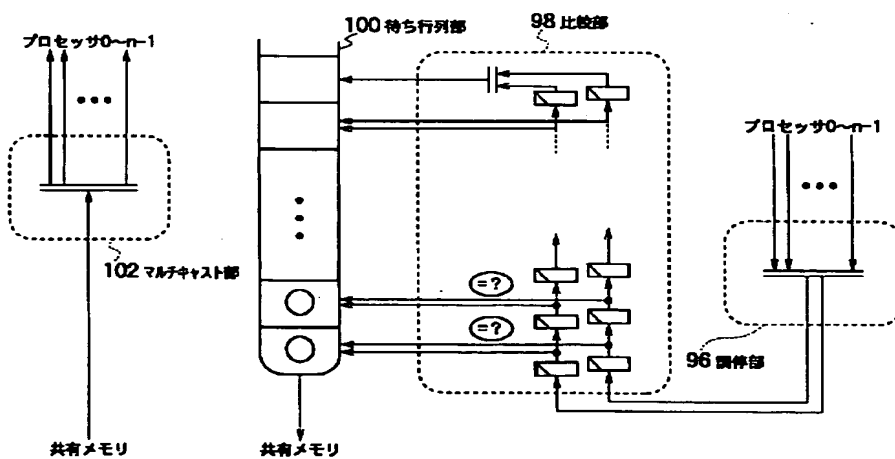 100 待ち行列部
98 比較部
プロセッサ0~n-1
プロセッサ0~n-1
=?
=?
102 マルチキャスト部
96 調停部
共有メモリ
共有メモリ